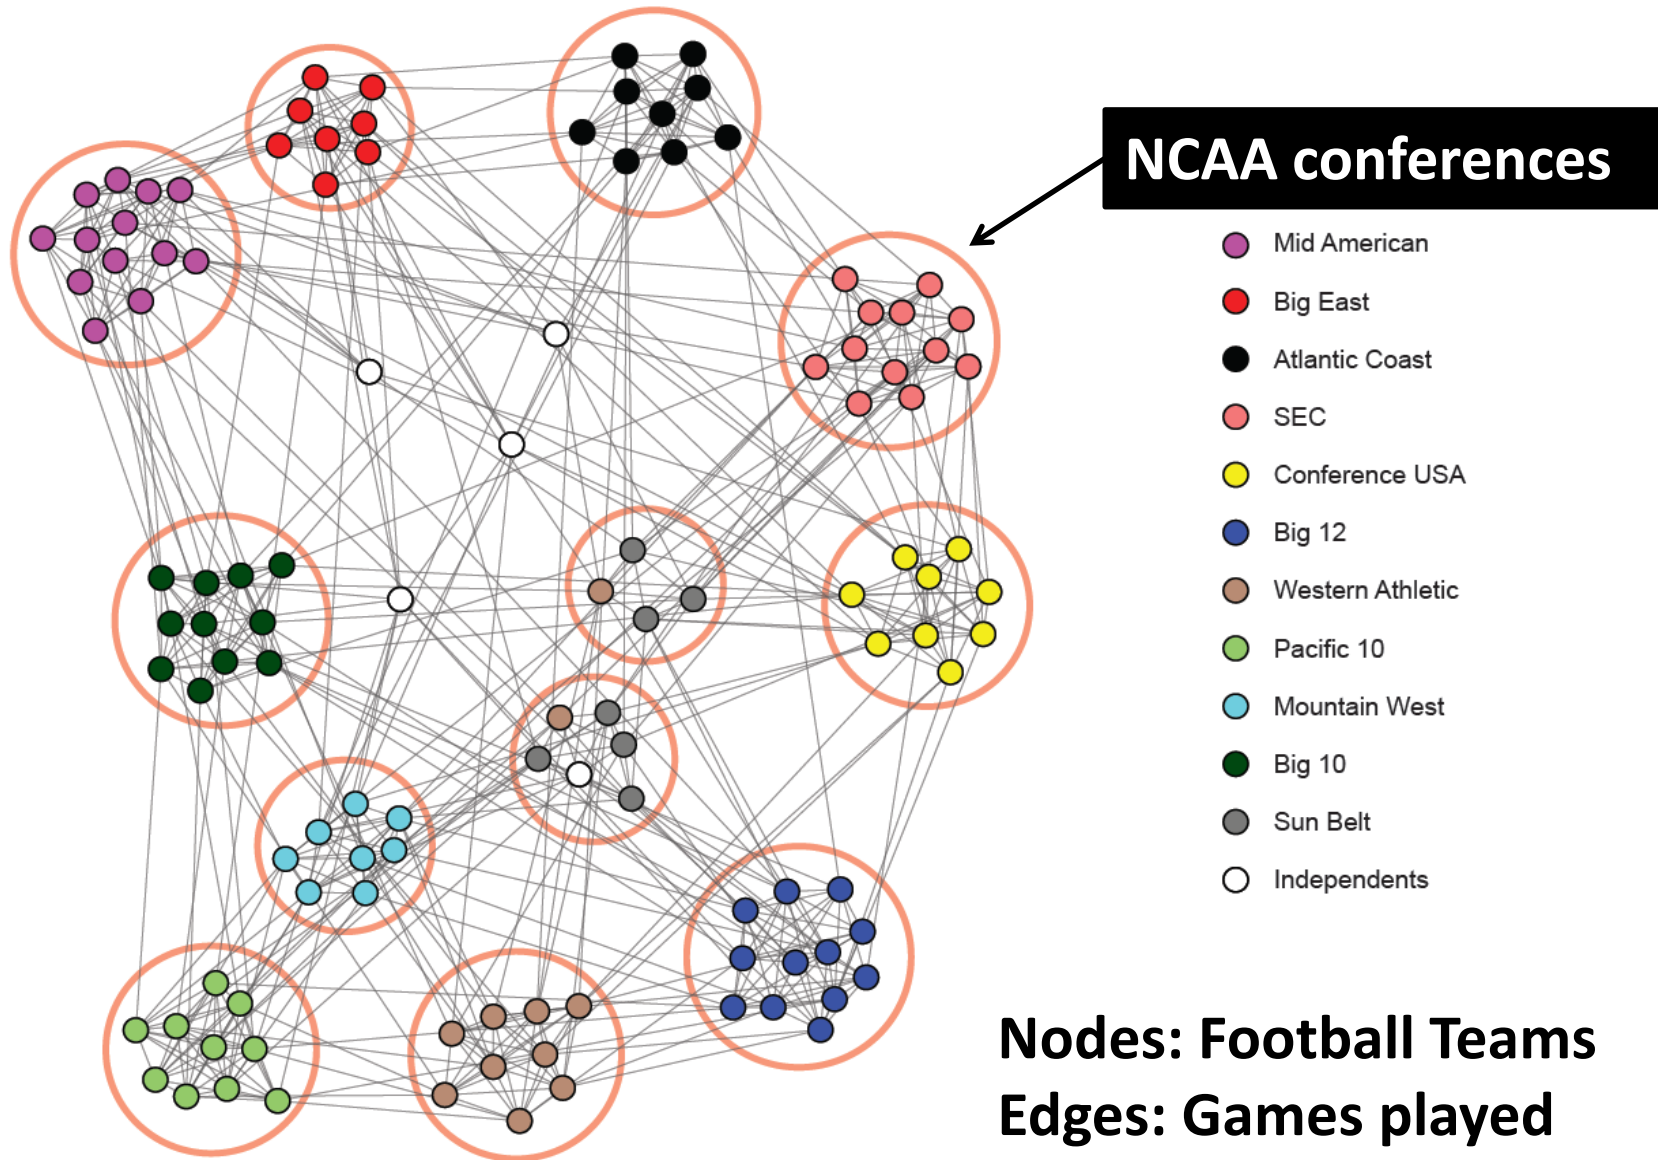 NCAA conferences
Mid American
Big East
Atlantic Coast
SEC
Conference USA
Big 12
Western Athletic
Pacific 10
Mountain West
Big 10
Sun Belt
Independents
Nodes: Football Teams
Edges: Games played